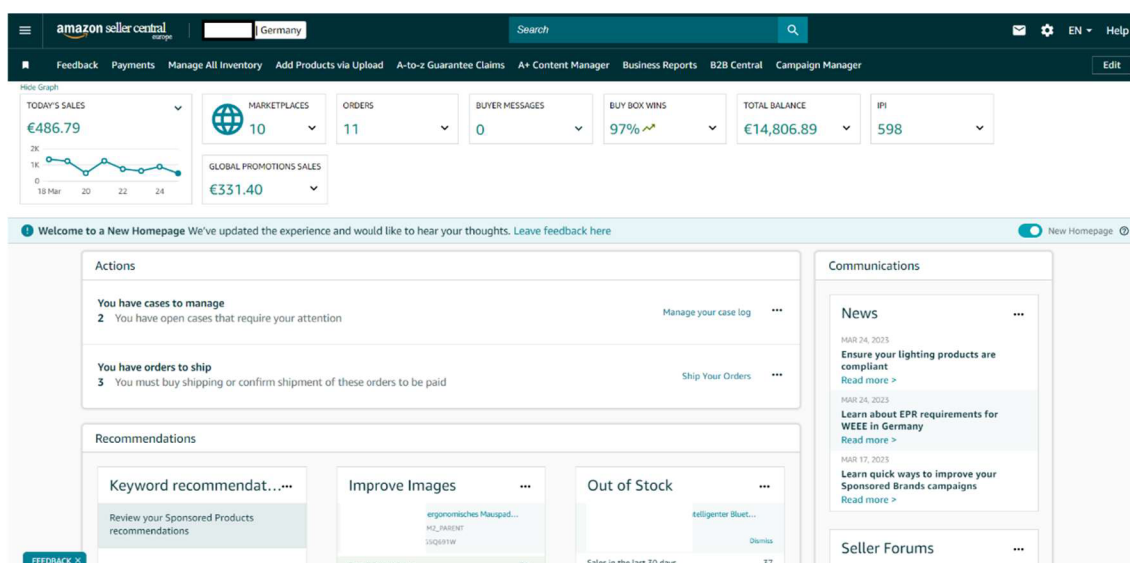 amazon seller central
europe
| Germany
Search
EN
Help
Feedback Payments Manage All Inventory Add Products via Upload A-to-z Guarantee Claims A+ Content Manager Business Reports B2B Central Campaign Manager
Edit
Hide Graph
TODAY'S SALES
€486.79
2K
1K
0
18 Mar 20 22 24
MARKETPLACES
10
ORDERS
11
BUYER MESSAGES
0
BUY BOX WINS
97%
TOTAL BALANCE
€14,806.89
IPI
598
GLOBAL PROMOTIONS SALES
€331.40
Welcome to a New Homepage We've updated the experience and would like to hear your thoughts. Leave feedback here
New Homepage
Actions
You have cases to manage
2 You have open cases that require your attention
Manage your case log
You have orders to ship
3 You must buy shipping or confirm shipment of these orders to be paid
Ship Your Orders
Recommendations
Keyword recommendat...
Review your Sponsored Products
recommendations
Improve Images
ergonomisches Mauspad...
M2_PARENT
Out of Stock
telligenter Bluet...
Dismiss
Sales in the last 30 days
37
Communications
News
MAR 24, 2023
Ensure your lighting products are
compliant
Read more >
MAR 24, 2023
Learn about EPR requirements for
WEEE in Germany
Read more >
MAR 17, 2023
Learn quick ways to improve your
Sponsored Brands campaigns
Read more >
Seller Forums
FEEDBACK X